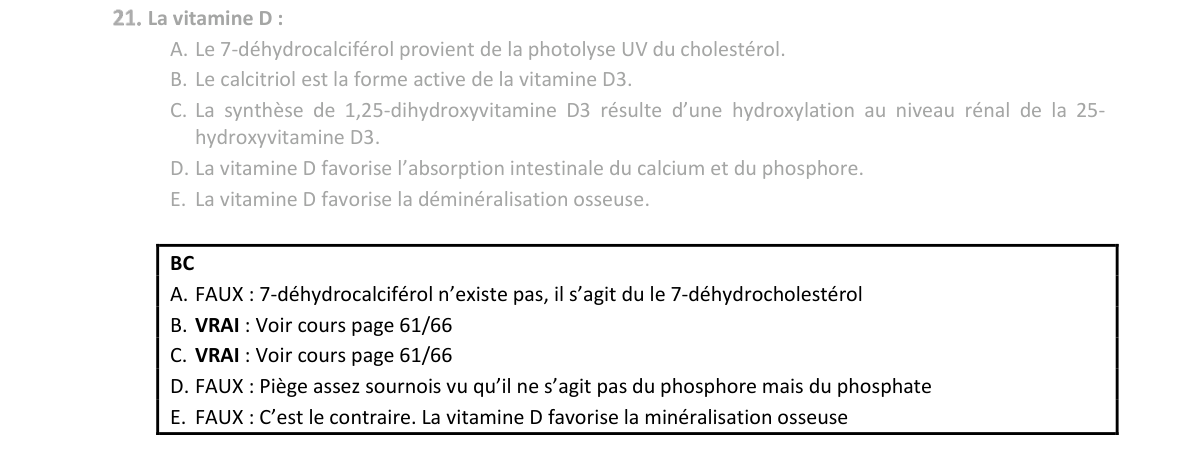 21. La vitamine D :
A. Le 7-déhydrocalciférol provient de la photolyse UV du cholestérol.
B. Le calcitriol est la forme active de la vitamine D3.
C. La synthèse de 1,25-dihydroxyvitamine D3 résulte d’une hydroxylation au niveau rénal de la 25-
hydroxyvitamine D3.
D. La vitamine D favorise l’absorption intestinale du calcium et du phosphore.
E. La vitamine D favorise la déminéralisation osseuse.
BC
A. FAUX : 7-déhydrocalciférol n’existe pas, il s’agit du le 7-déhydrocholestérol
B. VRAI : Voir cours page 61/66
C. VRAI : Voir cours page 61/66
D. FAUX : Piège assez sournois vu qu’il ne s’agit pas du phosphore mais du phosphate
E. FAUX : C’est le contraire. La vitamine D favorise la minéralisation osseuse